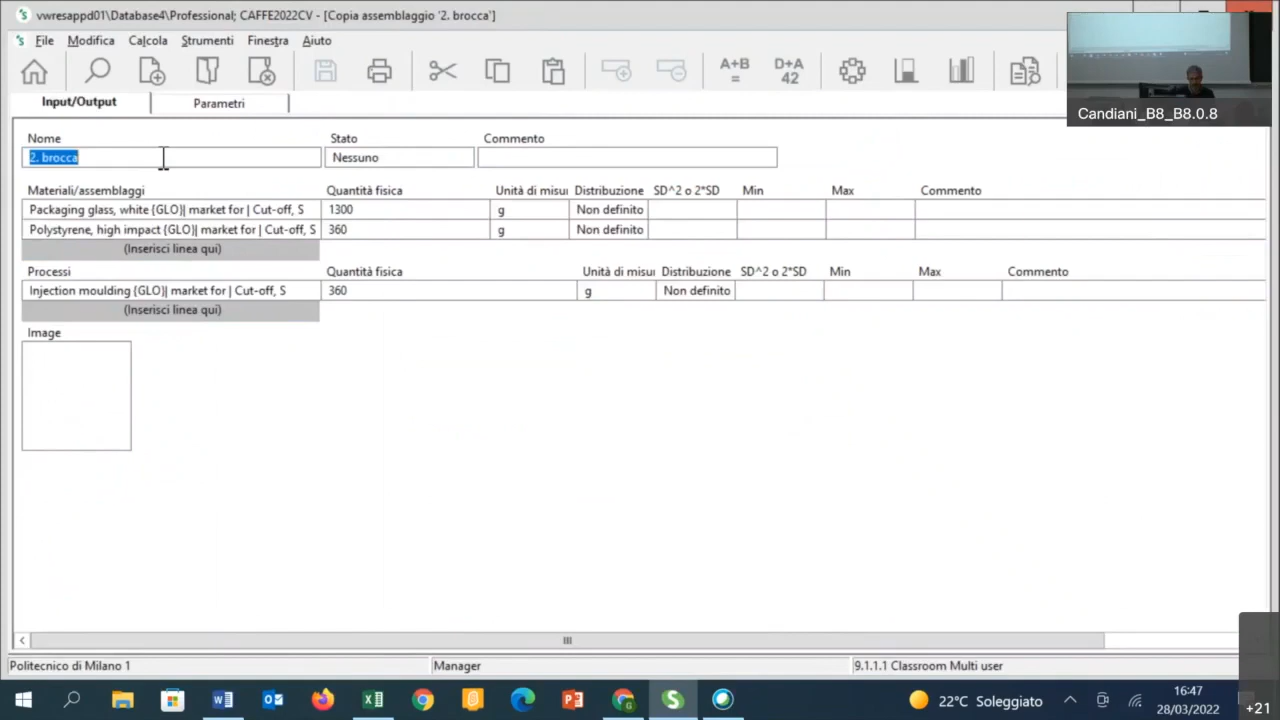 vwresappd01\Database4\Professional; CAFFE2022CV - [Copia assemblaggio '2. brocca']
File Modifica Calcola Strumenti Finestra Aiuto
A+B = D+A 42
Candiani_B8_B8.0.8
Input/Output Parametri
Nome Stato Commento
2. brocca Nessuno
Materiali/assemblaggi Quantità fisica Unità di misur Distribuzione SD^2 o 2*SD Min Max Commento
Packaging glass, white {GLO}| market for | Cut-off, S 1300 g Non definito
Polystyrene, high impact {GLO}| market for | Cut-off, S 360 g Non definito
(Inserisci linea qui)
Processi Quantità fisica Unità di misur Distribuzione SD^2 o 2*SD Min Max Commento
Injection moulding {GLO}| market for | Cut-off, S 360 g Non definito
(Inserisci linea qui)
Image
Politecnico di Milano 1 Manager 9.1.1.1 Classroom Multi user
22°C Soleggiato 16:47
28/03/2022
+21